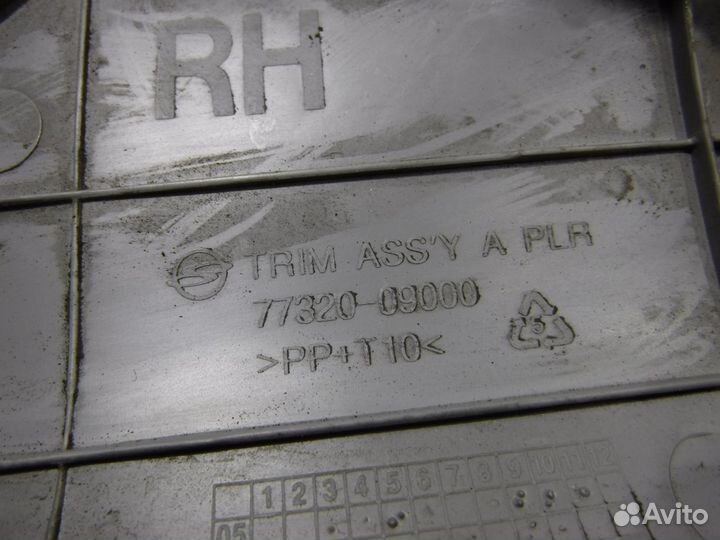 RH
TRIM ASS'Y A PLR
77320-09000
>PP+T10<
1 2 3 4 5 6 7 8 9 10 11 12
05
Avito